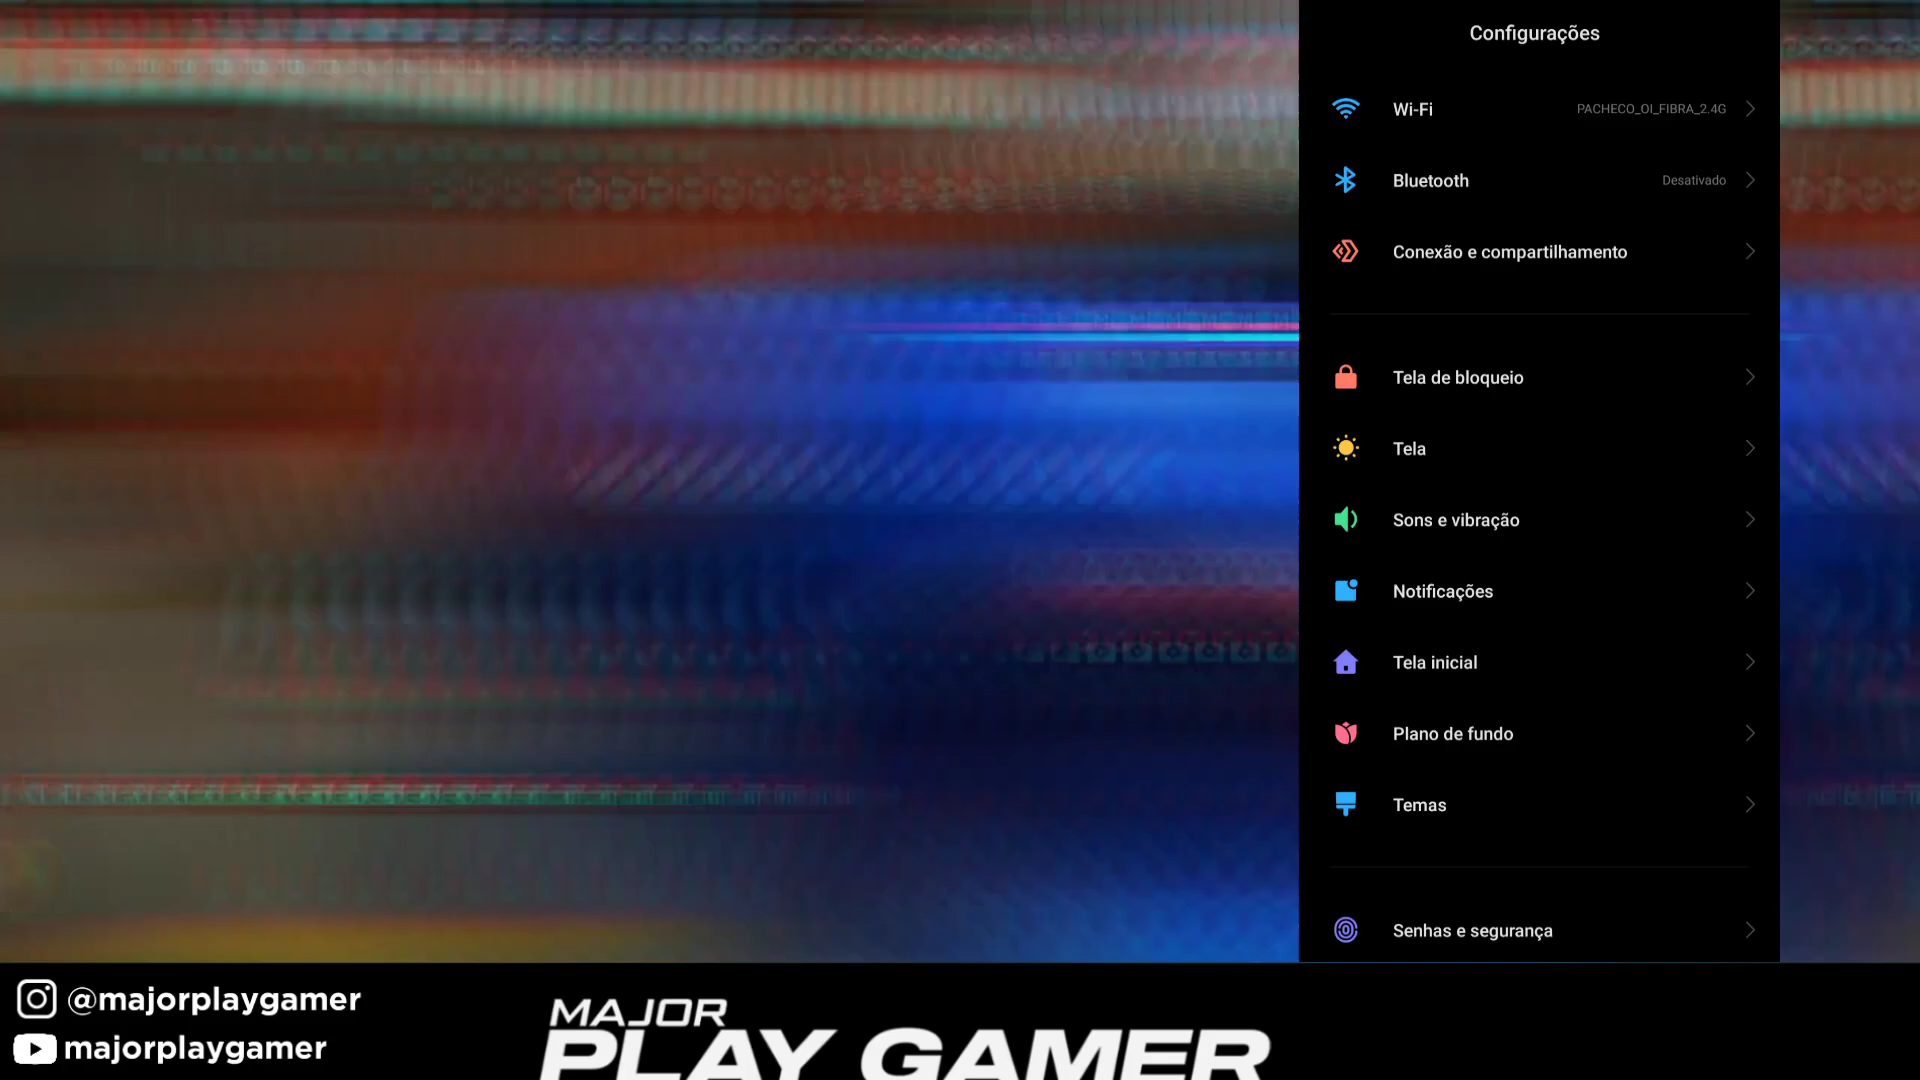 Configurações
Wi-Fi PACHECO_OI_FIBRA_2.4G
Bluetooth Desativado
Conexão e compartilhamento
Tela de bloqueio
Tela
Sons e vibração
Notificações
Tela inicial
Plano de fundo
Temas
Senhas e segurança
@majorplaygamer
majorplaygamer
MAJOR
PLAY GAMER